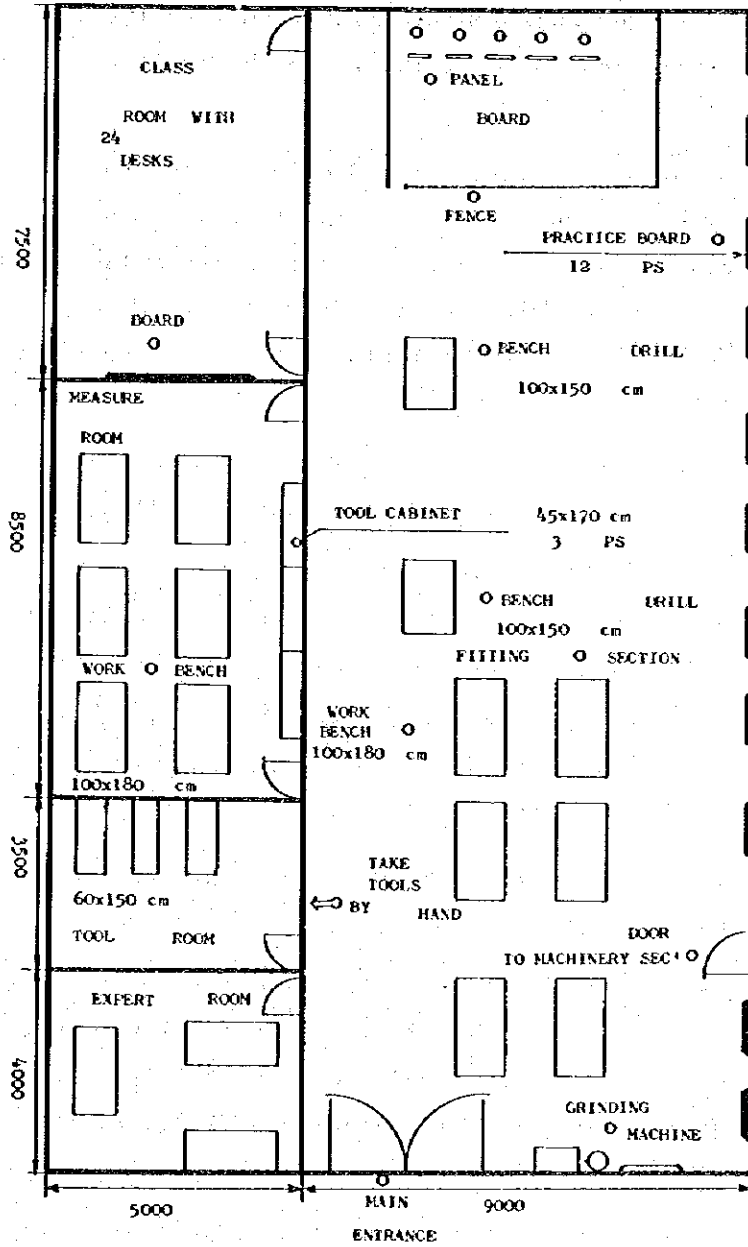 CLASS
ROOM WITH
24
DESKS
BOARD
7500
PANEL
BOARD
FENCE
PRACTICE BOARD
12 PS
BENCH DRILL
100x150 cm
MEASURE
ROOM
8500
TOOL CABINET 45x170 cm
3 PS
BENCH DRILL
100x150 cm
FITTING SECTION
WORK BENCH
100x180 cm
WORK
BENCH
100x180 cm
3500
60x150 cm
TOOL ROOM
TAKE
TOOLS
BY HAND
DOOR
TO MACHINERY SEC
EXPERT ROOM
4000
GRINDING
MACHINE
5000
MAIN
ENTRANCE
9000